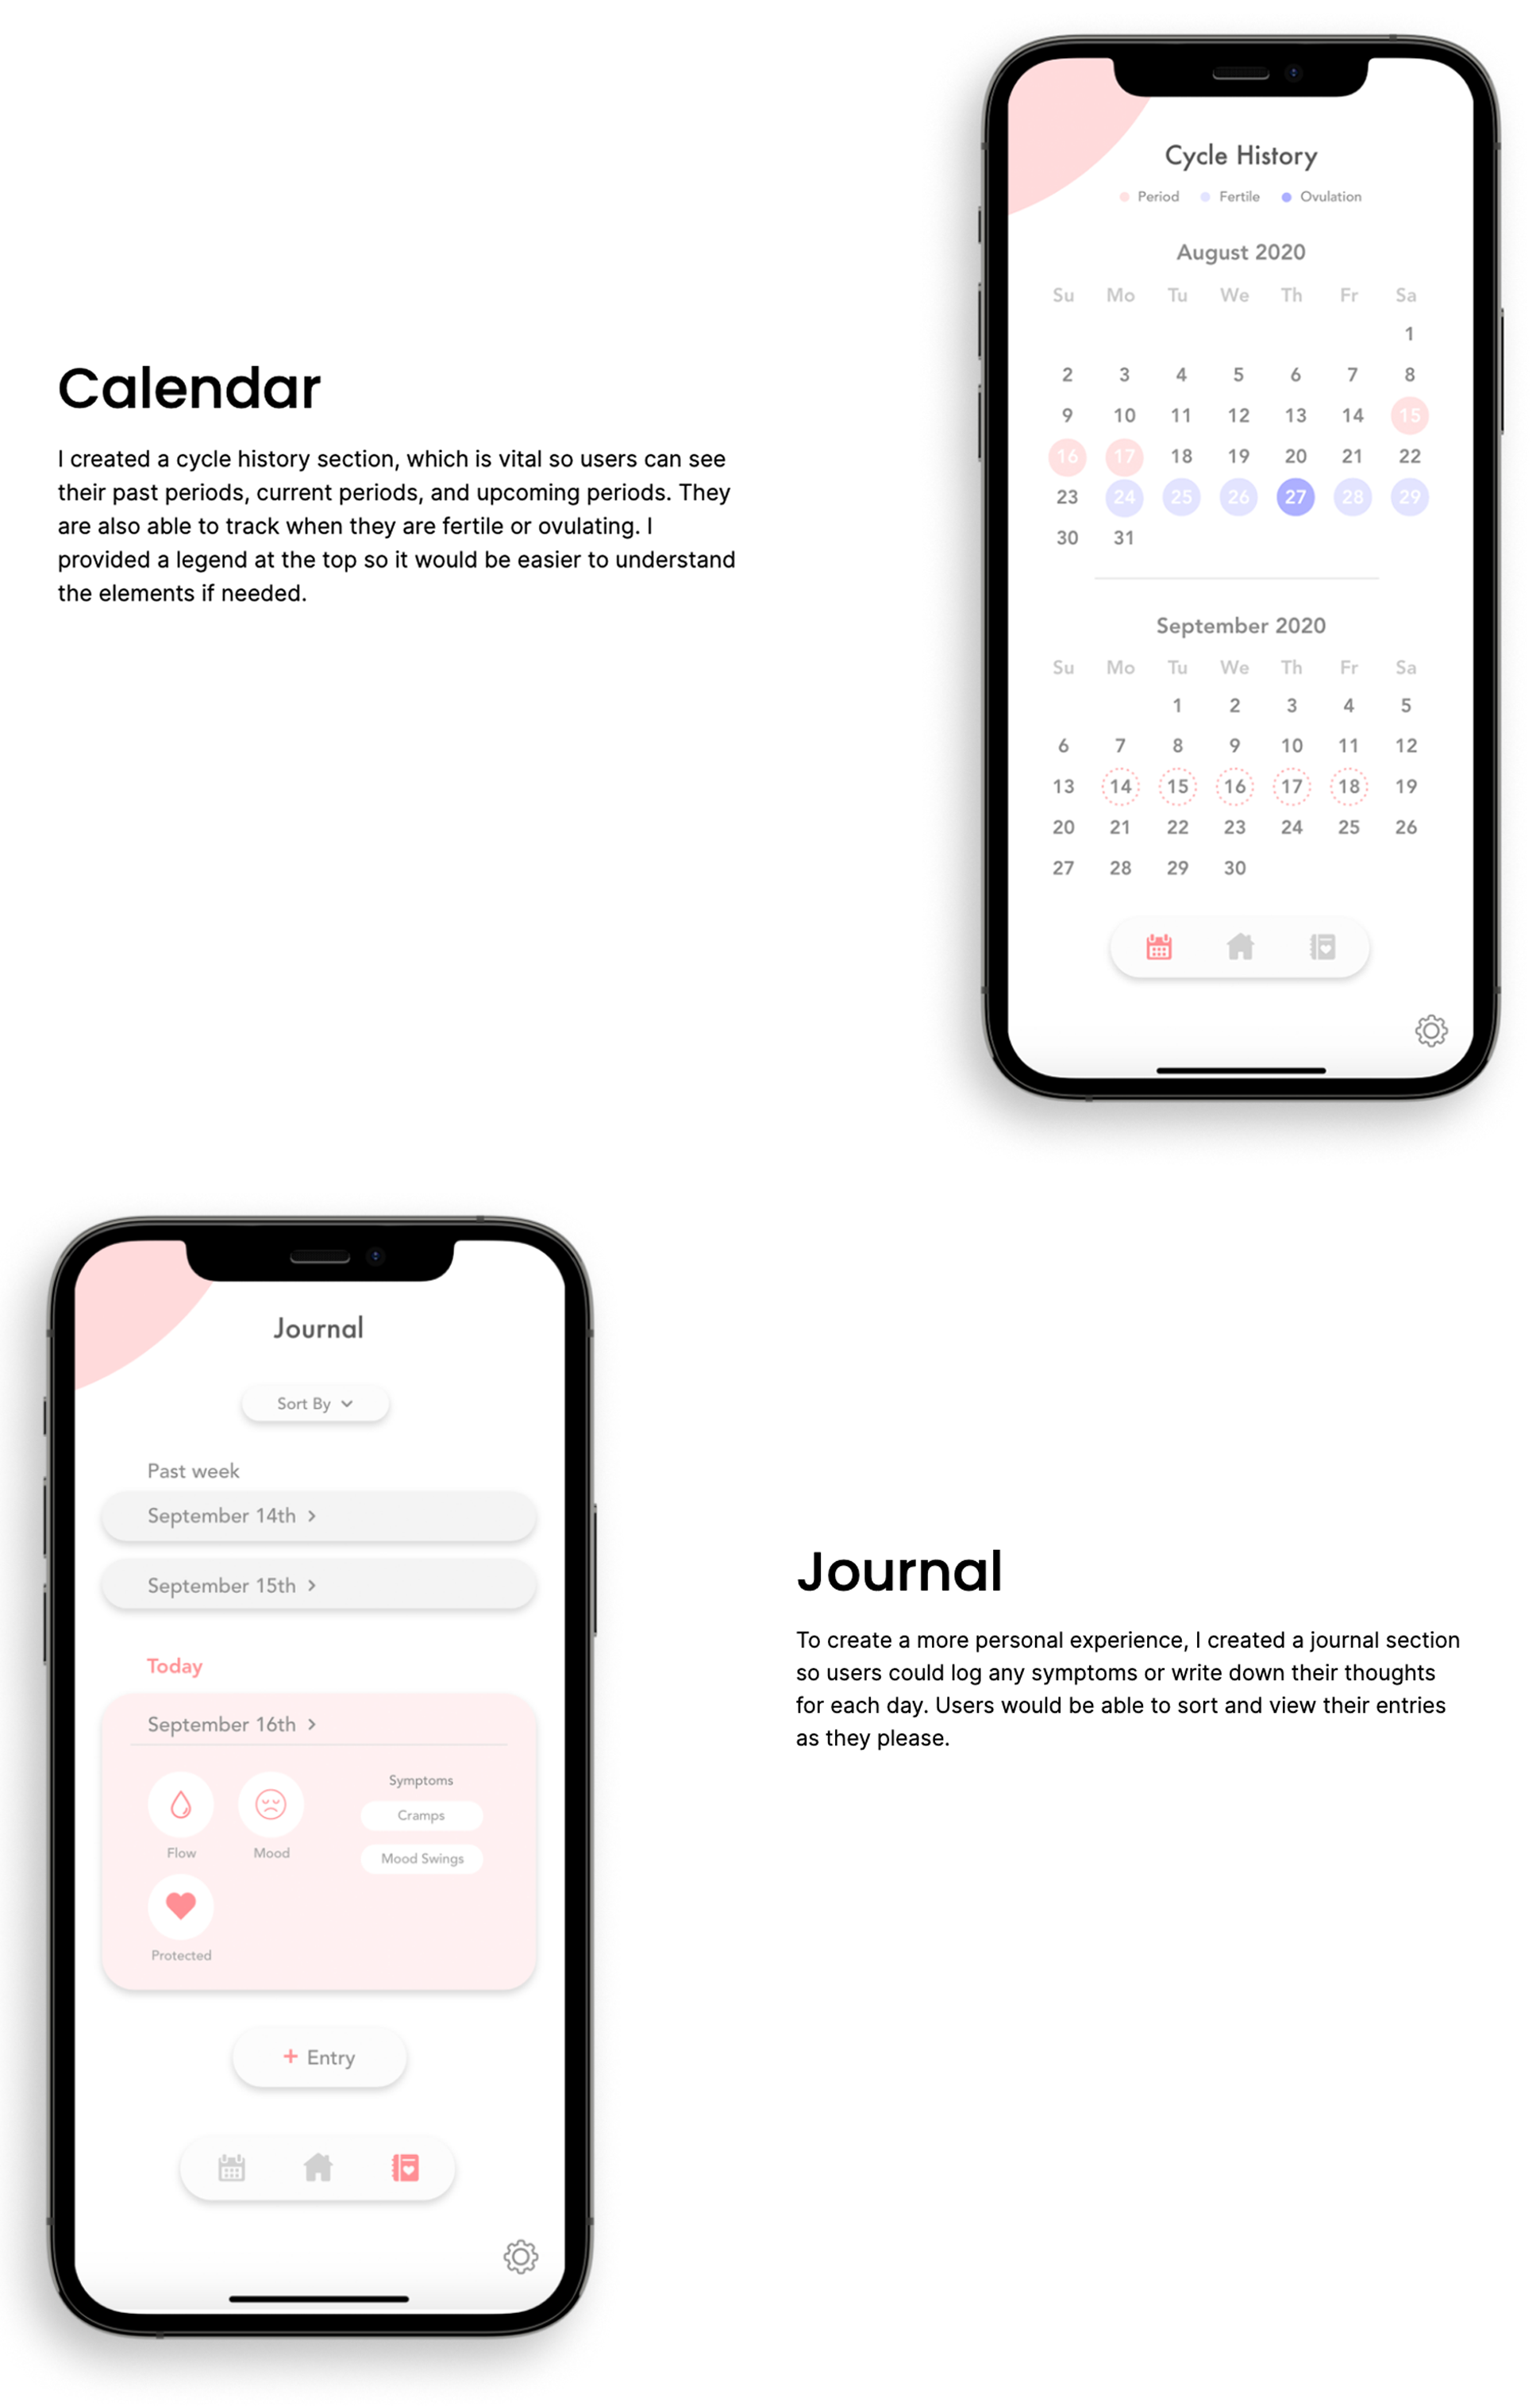 Cycle History
Period Fertile Ovulation
August 2020
Su Mo Tu We Th Fr Sa
1
2 3 4 5 6 7 8
9 10 11 12 13 14 15
16 17 18 19 20 21 22
23 24 25 26 27 28 29
30 31
September 2020
Su Mo Tu We Th Fr Sa
1 2 3 4 5
6 7 8 9 10 11 12
13 14 15 16 17 18 19
20 21 22 23 24 25 26
27 28 29 30
Calendar
I created a cycle history section, which is vital so users can see
their past periods, current periods, and upcoming periods. They
are also able to track when they are fertile or ovulating. I
provided a legend at the top so it would be easier to understand
the elements if needed.
Journal
Sort By
Past week
September 14th >
September 15th >
Today
September 16th >
Symptoms
Cramps
Flow Mood
Mood Swings
Protected
+ Entry
Journal
To create a more personal experience, I created a journal section
so users could log any symptoms or write down their thoughts
for each day. Users would be able to sort and view their entries
as they please.